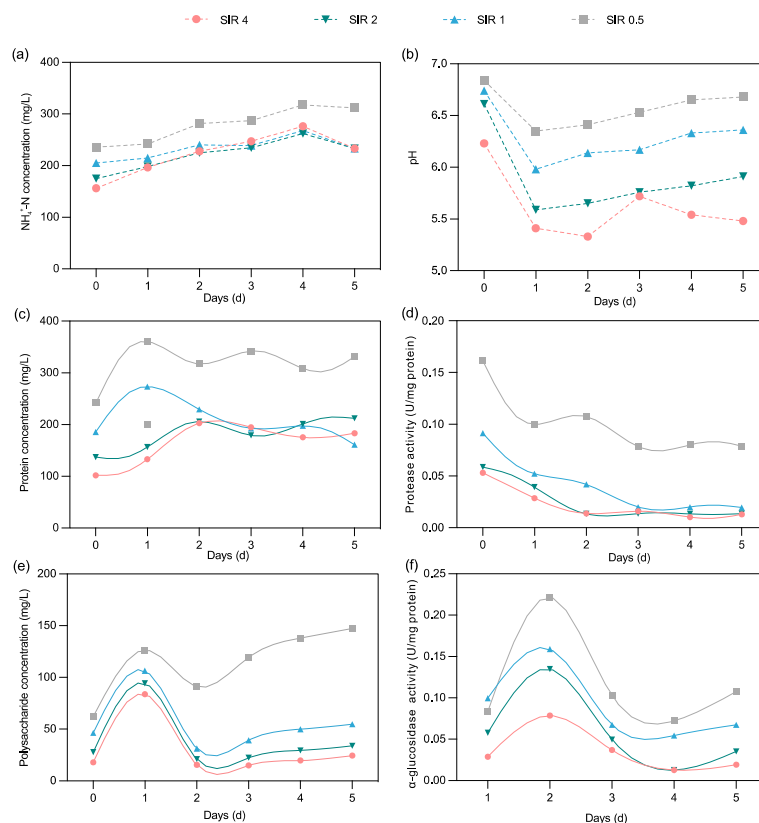 SIR 4 SIR 2 SIR 1 SIR 0.5
(a)
NH₄⁺-N concentration (mg/L)
400
300
200
100
0
0 1 2 3 4 5
Days (d)
(b)
pH
7.0
6.5
6.0
5.5
5.0
0 1 2 3 4 5
Days (d)
(c)
Protein concentration (mg/L)
400
300
200
100
0
0 1 2 3 4 5
Days (d)
(d)
Protease activity (U/mg protein)
0.20
0.15
0.10
0.05
0.00
0 1 2 3 4 5
Days (d)
(e)
Polysaccharide concentration (mg/L)
200
150
100
50
0
0 1 2 3 4 5
Days (d)
(f)
α-glucosidase activity (U/mg protein)
0.25
0.20
0.15
0.10
0.05
0.00
1 2 3 4 5
Days (d)